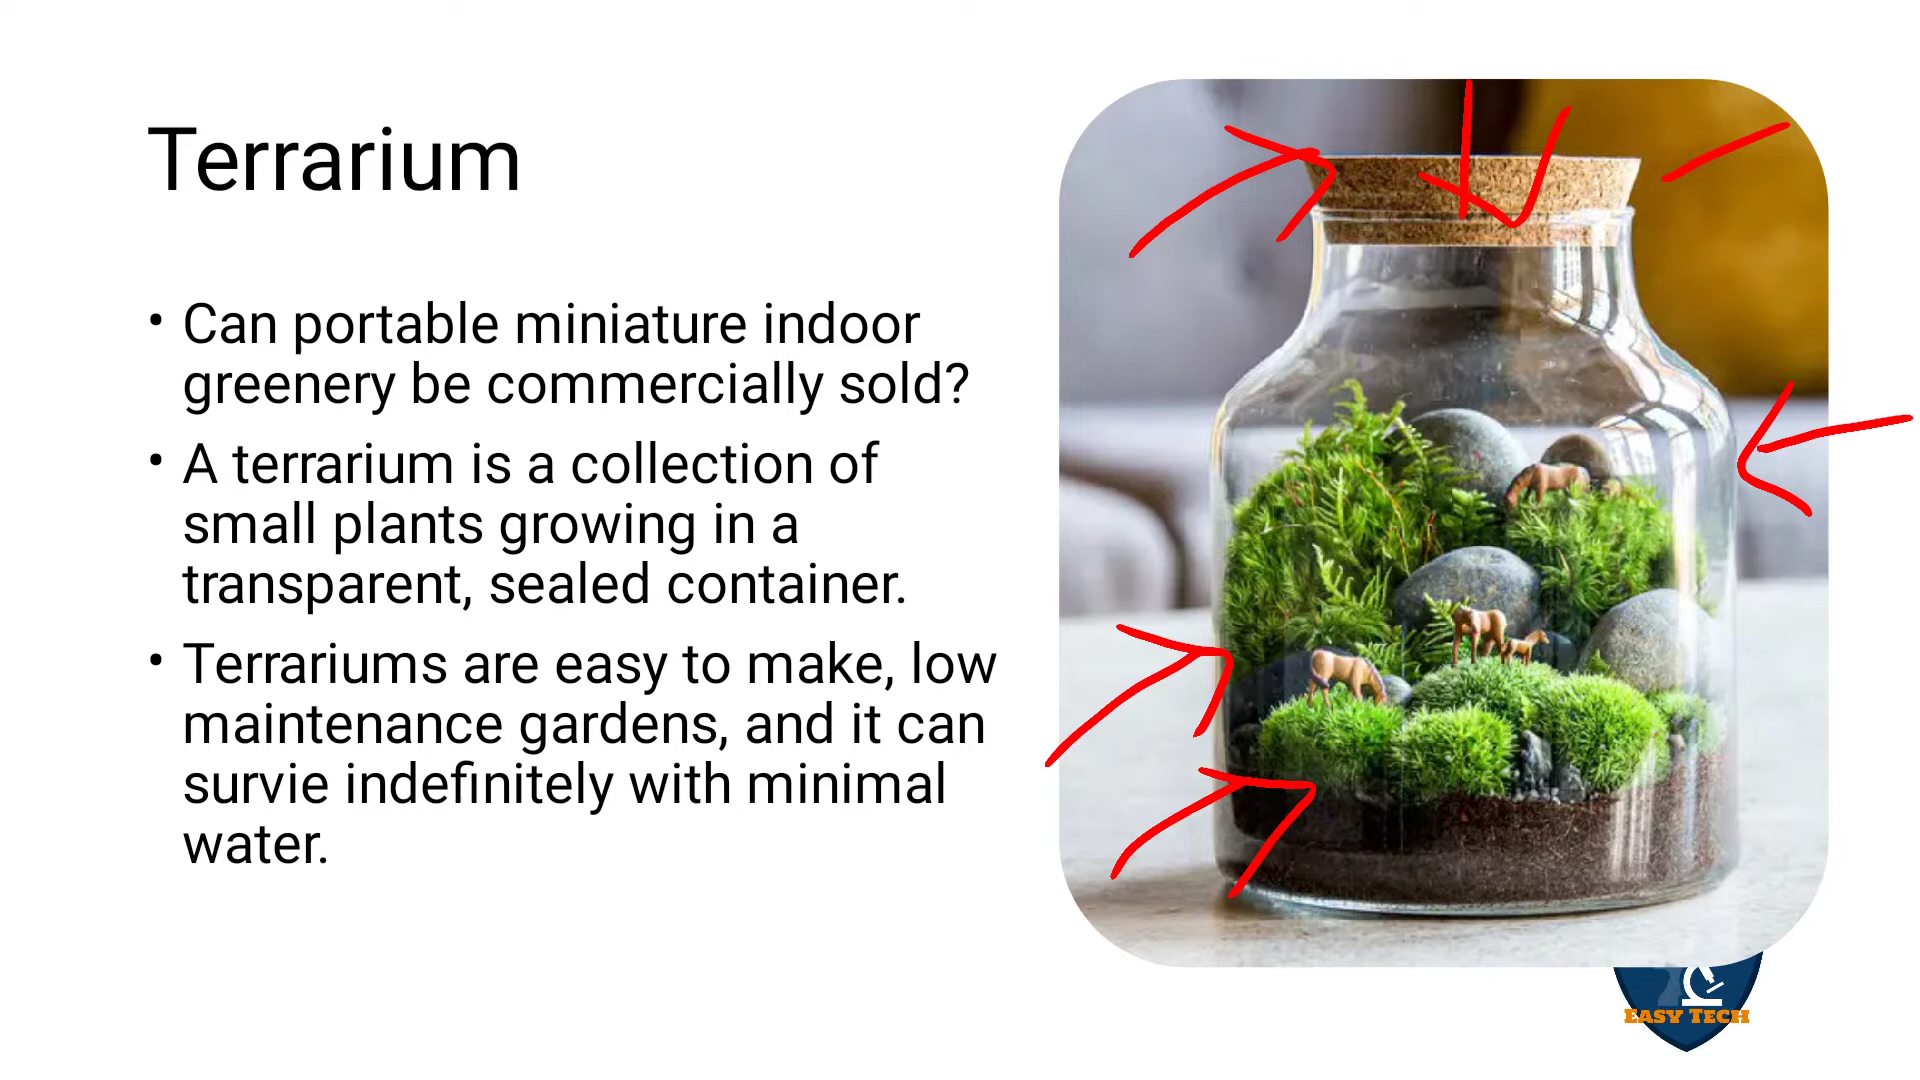 Terrarium
• Can portable miniature indoor
greenery be commercially sold?
• A terrarium is a collection of
small plants growing in a
transparent, sealed container.
• Terrariums are easy to make, low
maintenance gardens, and it can
survie indefinitely with minimal
water.
EASY TECH